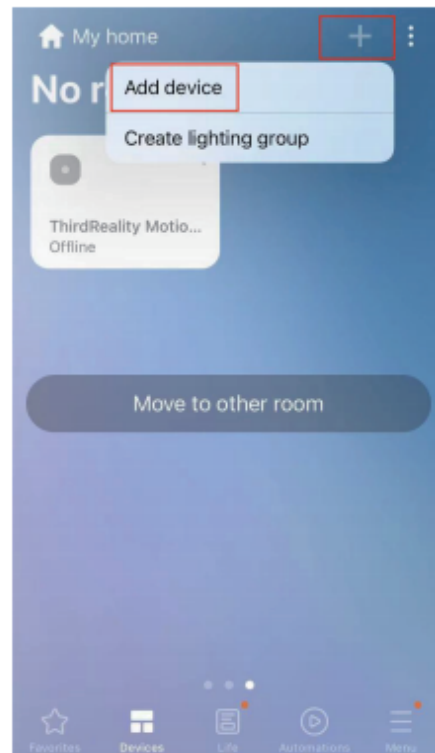 My home
No r
Add device
Create lighting group
ThirdReality Motio...
Offline
Move to other room
Favorites
Devices
Life
Automations
Menu